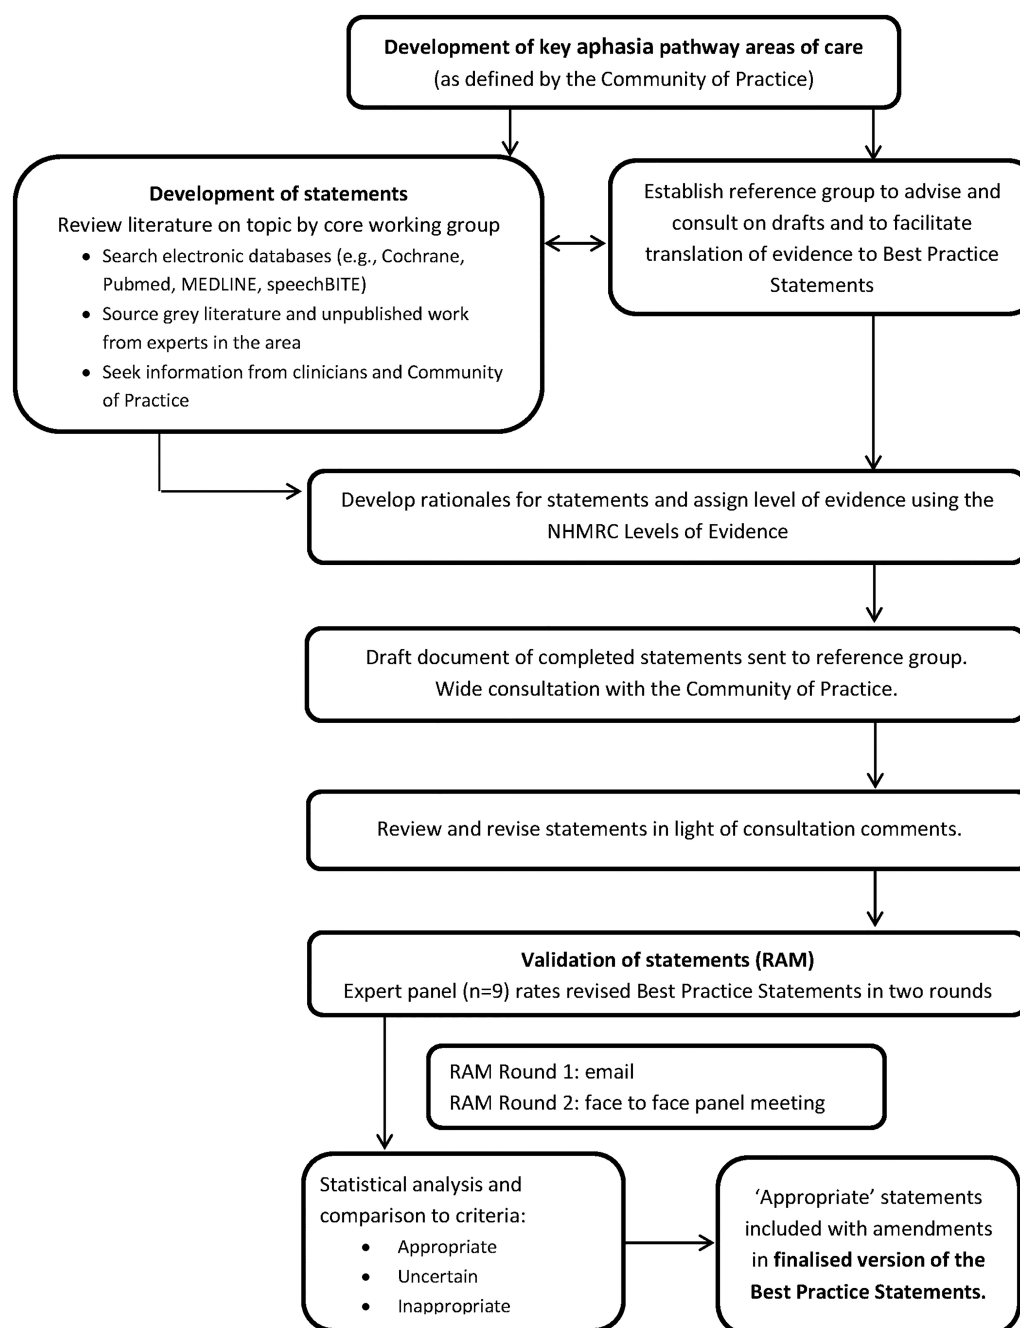 Development of key aphasia pathway areas of care
(as defined by the Community of Practice)
Development of statements
Review literature on topic by core working group
• Search electronic databases (e.g., Cochrane,
Pubmed, MEDLINE, speechBITE)
• Source grey literature and unpublished work
from experts in the area
• Seek information from clinicians and Community
of Practice
Establish reference group to advise and
consult on drafts and to facilitate
translation of evidence to Best Practice
Statements
Develop rationales for statements and assign level of evidence using the
NHMRC Levels of Evidence
Draft document of completed statements sent to reference group.
Wide consultation with the Community of Practice.
Review and revise statements in light of consultation comments.
Validation of statements (RAM)
Expert panel (n=9) rates revised Best Practice Statements in two rounds
RAM Round 1: email
RAM Round 2: face to face panel meeting
Statistical analysis and
comparison to criteria:
• Appropriate
• Uncertain
• Inappropriate
‘Appropriate’ statements
included with amendments
in finalised version of the
Best Practice Statements.